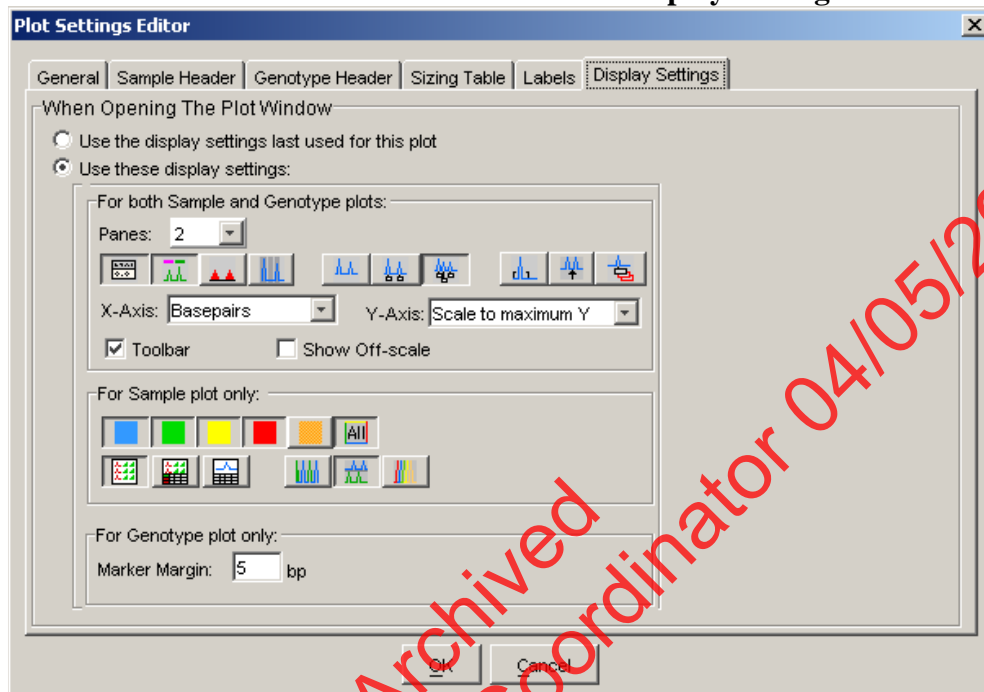 Plot Settings Editor
General Sample Header Genotype Header Sizing Table Labels Display Settings
When Opening The Plot Window
Use the display settings last used for this plot
Use these display settings:
For both Sample and Genotype plots:
Panes: 2
X-Axis: Basepairs Y-Axis: Scale to maximum Y
Toolbar Show Off-scale
For Sample plot only:
All
For Genotype plot only:
Marker Margin: 5 bp
OK Cancel
Archived
Coordinator 04/05/2